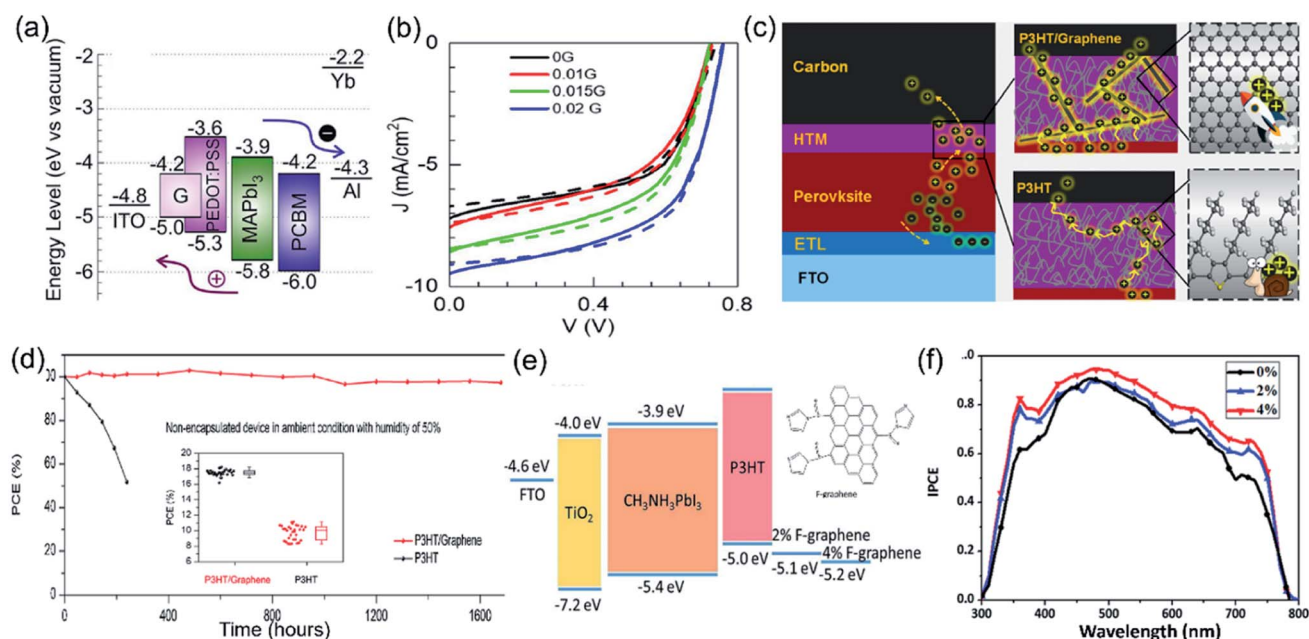 (a)
Energy Level (eV vs vacuum)
-2
-3
-4
-5
-6
-2.2
Yb
-3.6
-4.2
-3.9
-4.2
-4.3
Al
-4.8
ITO
G
PEDOT:PSS
MAPbI3
PCBM
-5.0
-5.3
-5.8
-6.0
(b)
0G
0.01G
0.015G
0.02 G
J (mA/cm2)
0
-5
-10
0.0
0.4
0.8
V (V)
(c)
Carbon
HTM
Perovksite
ETL
FTO
P3HT/Graphene
P3HT
(d)
PCE (%)
80
60
40
20
0
Non-encapsulated device in ambient condition with humidity of 50%
PCE (%)
18
16
14
12
10
8
6
P3HT/Graphene
P3HT
P3HT/Graphene
P3HT
0
400
800
1200
1600
Time (hours)
(e)
-4.0 eV
-3.9 eV
-4.6 eV
FTO
TiO2
CH3NH3PbI3
P3HT
F-graphene
2% F-graphene
4% F-graphene
-5.0 eV
-5.1 eV
-5.2 eV
-5.4 eV
-7.2 eV
(f)
0%
2%
4%
IPCE
0.8
0.6
0.4
0.2
0.0
300
400
500
600
700
800
Wavelength (nm)